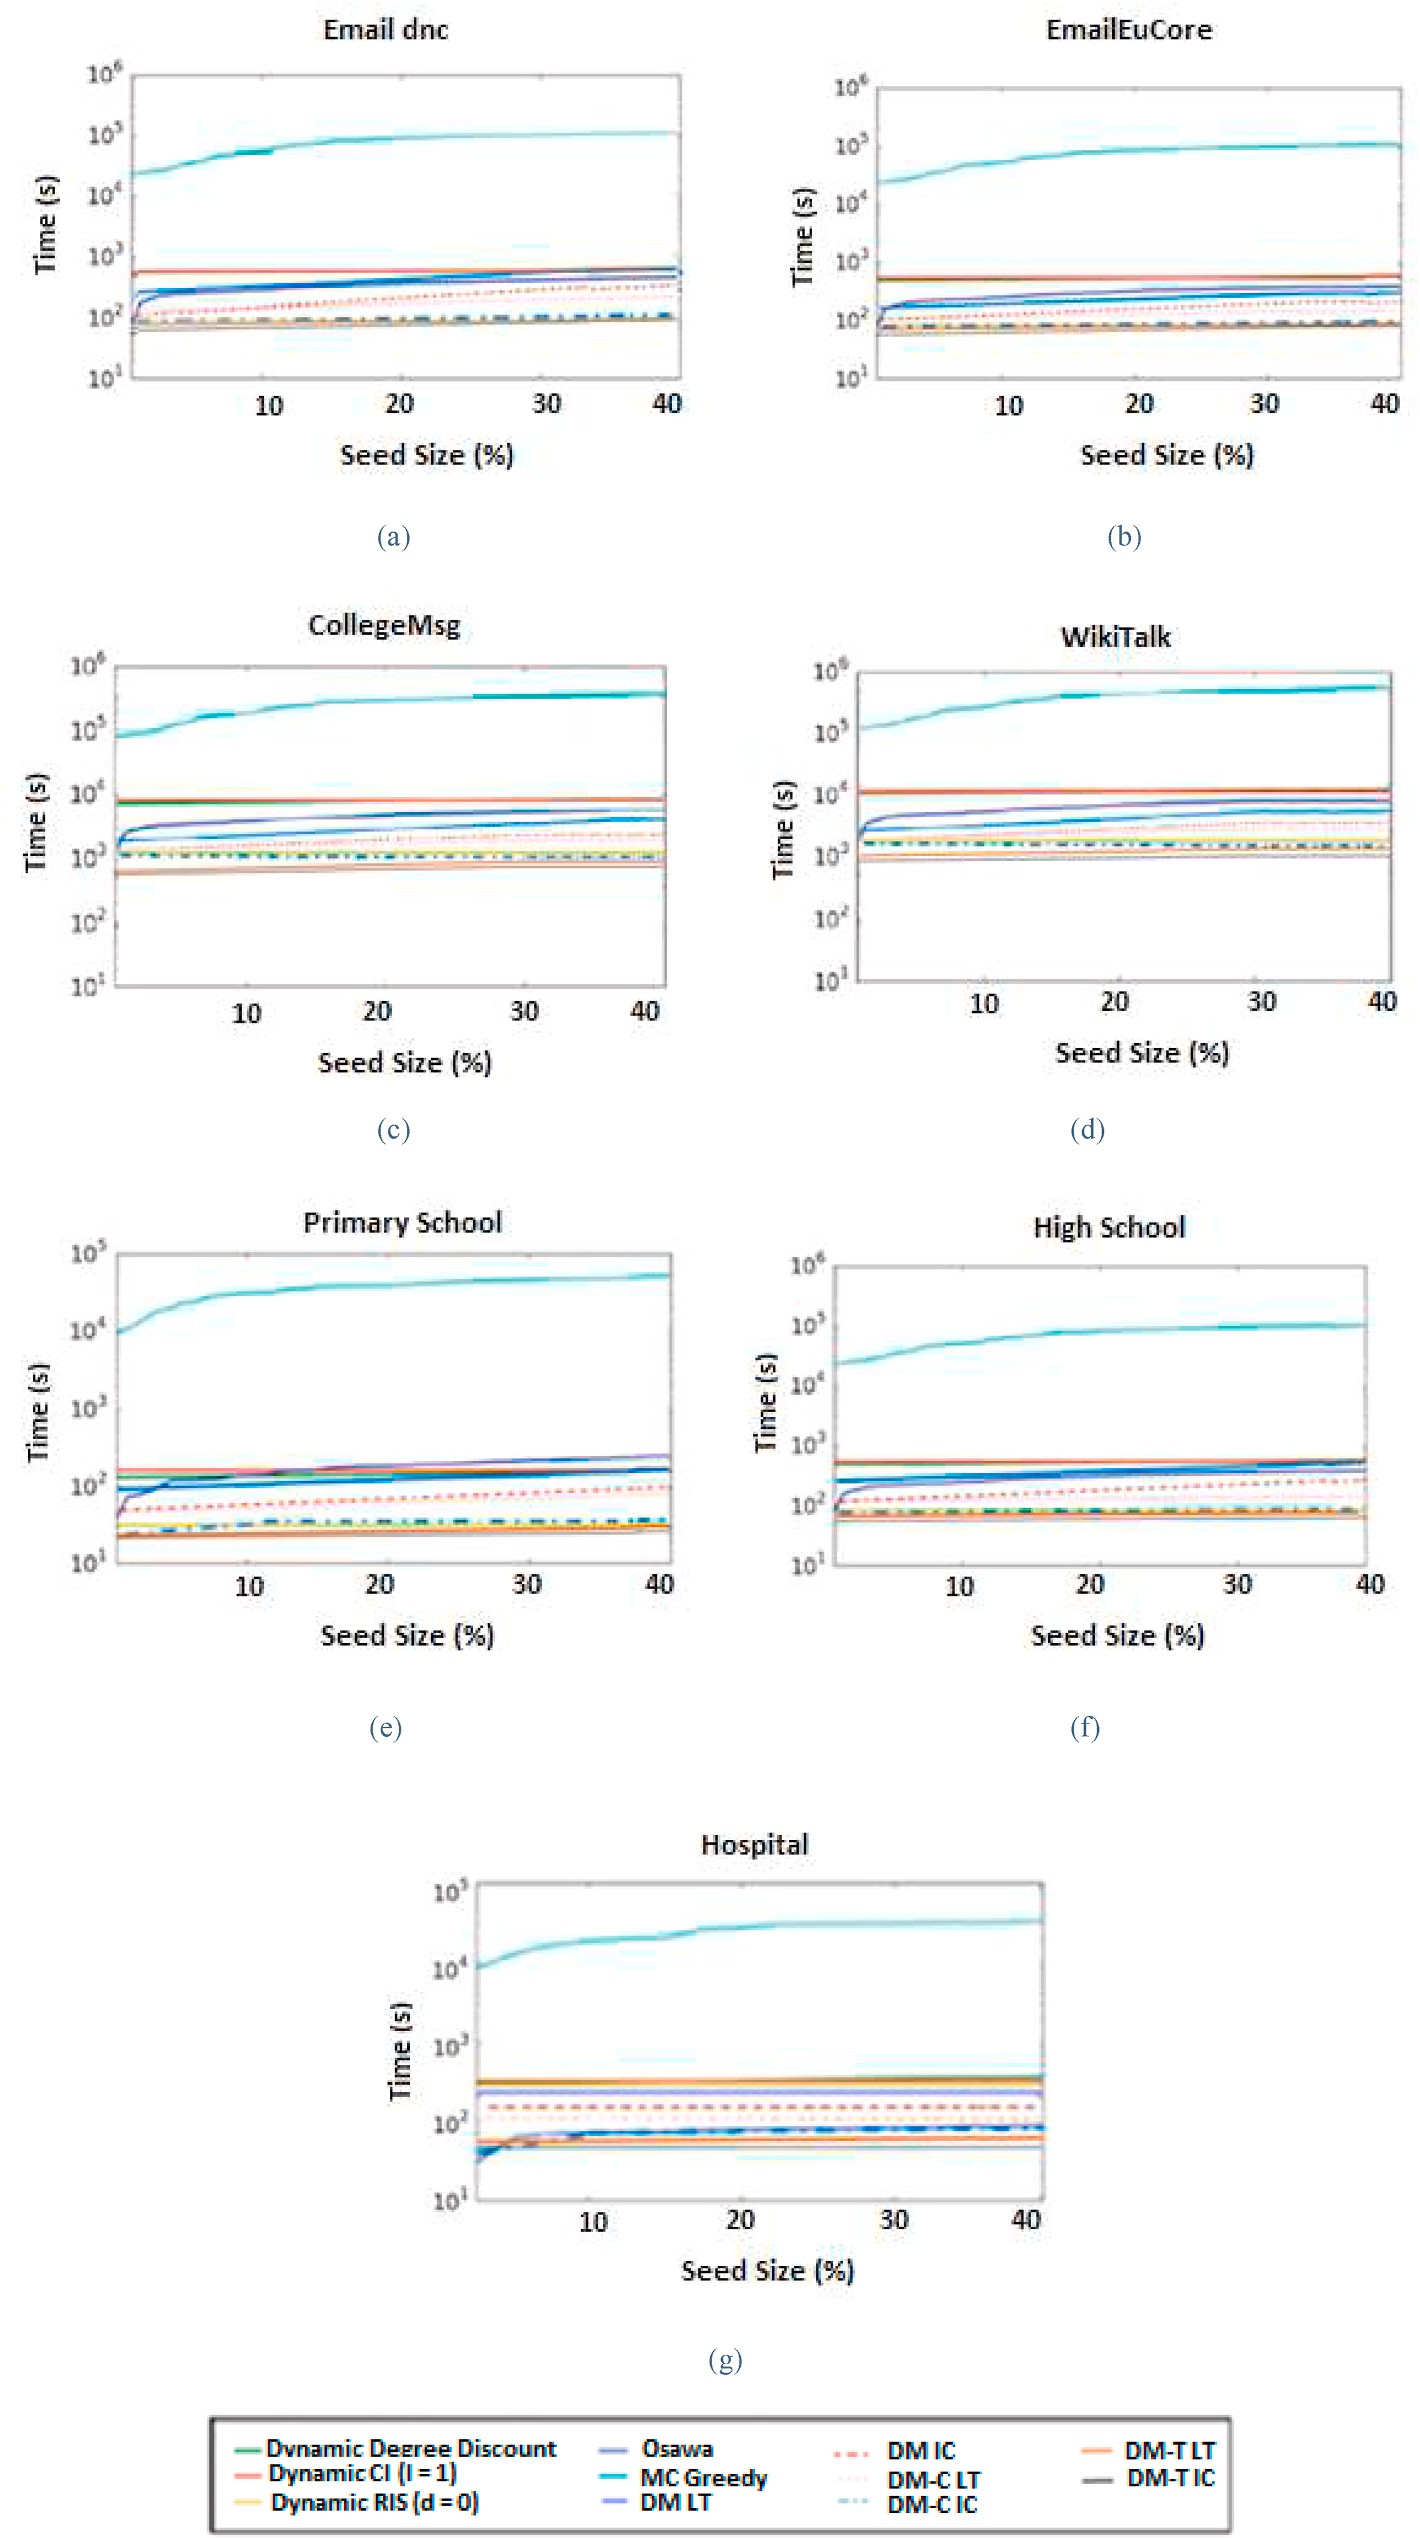 Email dnc
EmailEuCore
10⁶
10⁵
10⁴
10³
10²
10¹
Time (s)
10 20 30 40
Seed Size (%)
10⁶
10⁵
10⁴
10³
10²
10¹
Time (s)
10 20 30 40
Seed Size (%)
(a)
(b)
CollegeMsg
WikiTalk
10⁶
10⁵
10⁴
10³
10²
10¹
Time (s)
10 20 30 40
Seed Size (%)
10⁶
10⁵
10⁴
10³
10²
10¹
Time (s)
10 20 30 40
Seed Size (%)
(c)
(d)
Primary School
High School
10⁵
10⁴
10³
10²
10¹
Time (s)
10 20 30 40
Seed Size (%)
10⁶
10⁵
10⁴
10³
10²
10¹
Time (s)
10 20 30 40
Seed Size (%)
(e)
(f)
Hospital
10⁵
10⁴
10³
10²
10¹
Time (s)
10 20 30 40
Seed Size (%)
(g)
Dynamic Degree Discount
Dynamic CI (l = 1)
Dynamic RIS (d = 0)
Osawa
MC Greedy
DM LT
DM IC
DM-C LT
DM-C IC
DM-T LT
DM-T IC